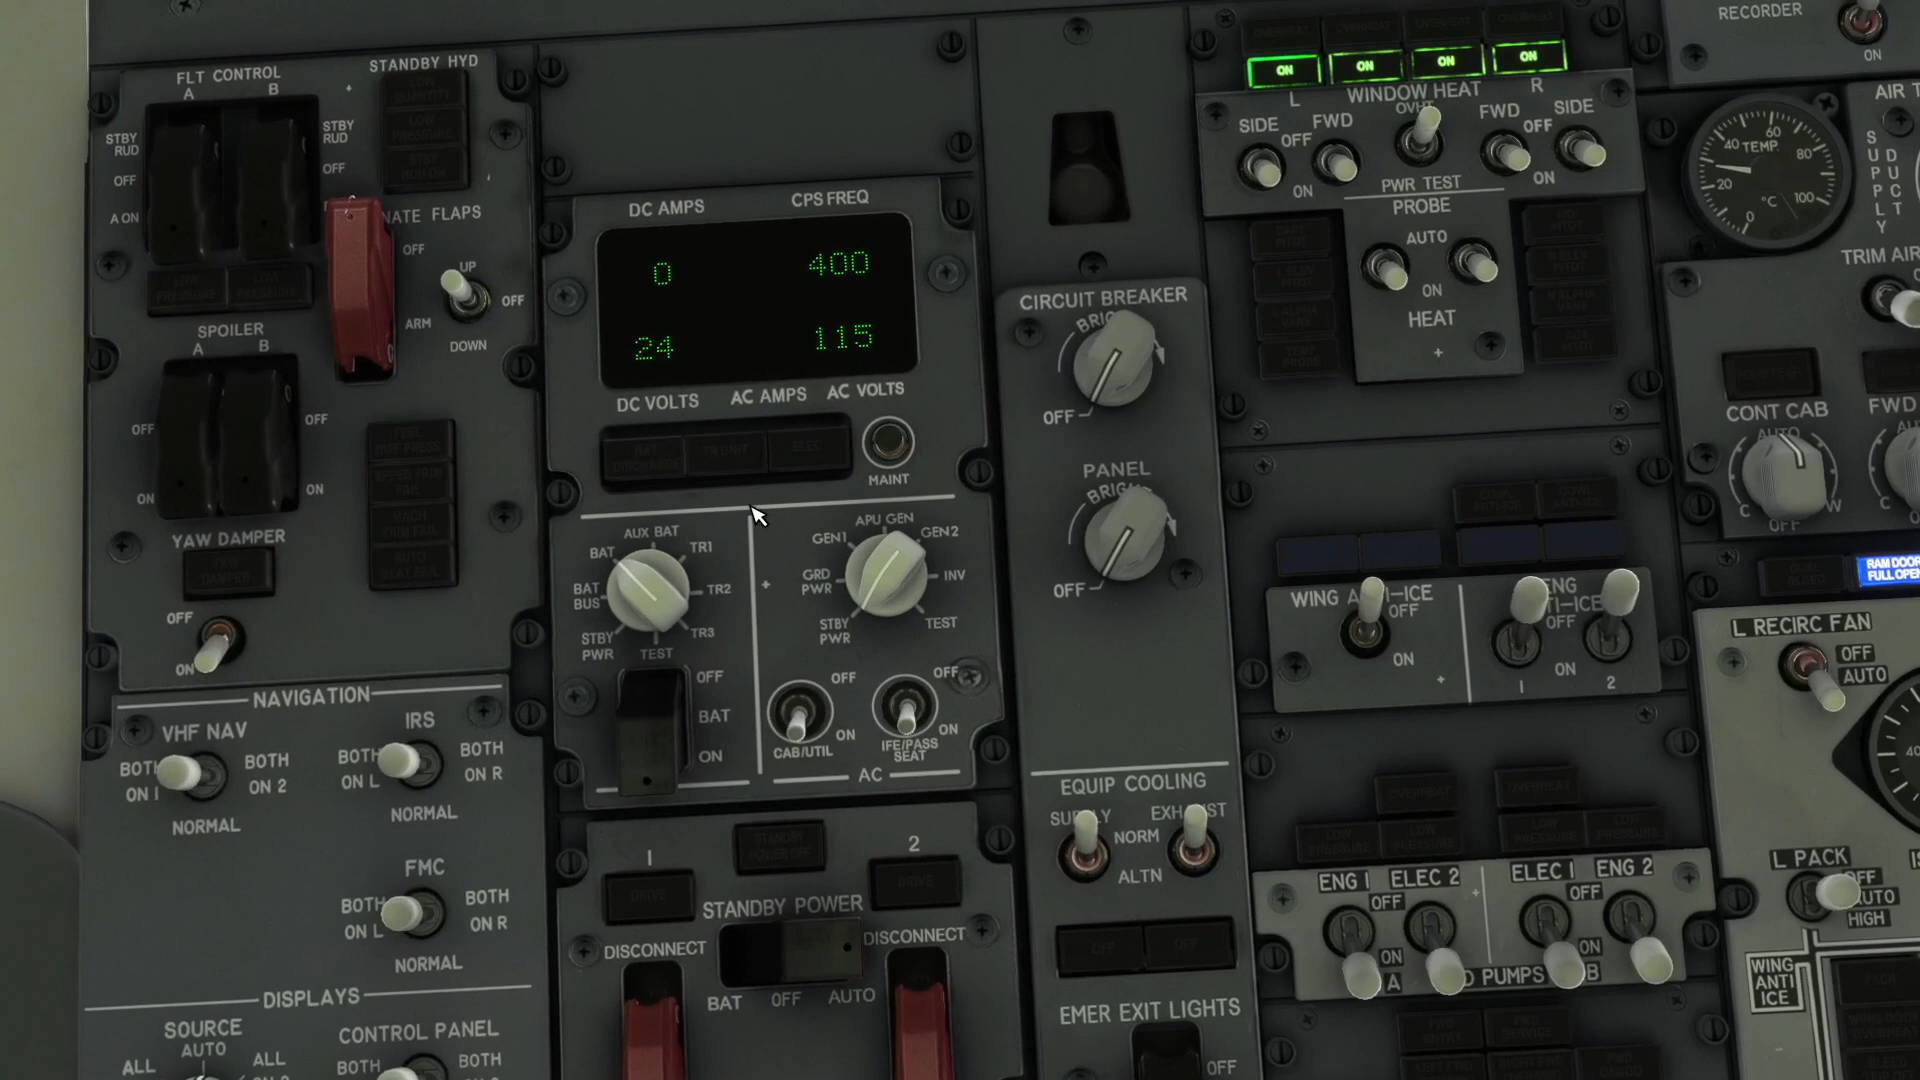 FLT CONTROL
A B
STANDBY HYD
LOW
QUANTITY
LOW
PRESSURE
STBY
RUD ON
STBY
RUD
STBY
RUD
OFF
OFF
A ON
NATE FLAPS
OFF
UP
OFF
ARM
DOWN
LOW
PRESSURE
LOW
PRESSURE
SPOILER
A B
OFF
OFF
ON
ON
FEEL
DIFF PRESS
SPEED TRIM
FAIL
MACH
TRIM FAIL
AUTO
SLAT FAIL
YAW DAMPER
YAW
DAMPER
OFF
ON
NAVIGATION
VHF NAV
BOTH
ON 1
BOTH
ON 2
NORMAL
IRS
BOTH
ON L
BOTH
ON R
NORMAL
FMC
BOTH
ON L
BOTH
ON R
NORMAL
DISPLAYS
SOURCE
AUTO
ALL
ALL
CONTROL PANEL
BOTH
BOTH
DC AMPS
CPS FREQ
0 400
24 115
DC VOLTS
AC AMPS
AC VOLTS
BAT
DISCHARGE
TR UNIT
ELEC
MAINT
AUX BAT
BAT
TR1
BAT
BUS
TR2
STBY
PWR
TR3
TEST
APU GEN
GEN1
GEN2
GRD
PWR
INV
STBY
PWR
TEST
OFF
BAT
ON
OFF
ON
CAB/UTIL
OFF
ON
IFE/PASS
SEAT
AC
STANDBY
POWER OFF
1
2
DRIVE
DRIVE
STANDBY POWER
DISCONNECT
DISCONNECT
BAT
OFF
AUTO
CIRCUIT BREAKER
OFF
PANEL
OFF
EQUIP COOLING
SUPPLY
EXHAUST
NORM
ALTN
OFF
OFF
EMER EXIT LIGHTS
OFF
OVERHEAT
OVERHEAT
OVERHEAT
OVERHEAT
ON
ON
ON
ON
L
WINDOW HEAT
R
OVHT
SIDE
OFF
FWD
FWD
OFF
SIDE
ON
ON
PWR TEST
PROBE
AUTO
ON
HEAT
WING ANTI-ICE
OFF
ON
ENG
OFF
ON
1
2
OVERHEAT
OVERHEAT
LOW
PRESSURE
LOW
PRESSURE
LOW
PRESSURE
LOW
PRESSURE
ENG 1
ELEC 2
OFF
ELEC 1
ENG 2
OFF
ON
ON
A
PUMPS
B
RECORDER
ON
TEMP.
0
20
40
60
80
100
°C
AIR T
SUPPLY
DUCT
TRIM AIR
CONT CAB
AUTO
C
W
OFF
FWD
C
RAM DOOR
FULL OPEN
L RECIRC FAN
OFF
AUTO
L PACK
OFF
AUTO
HIGH
WING
ANTI
ICE